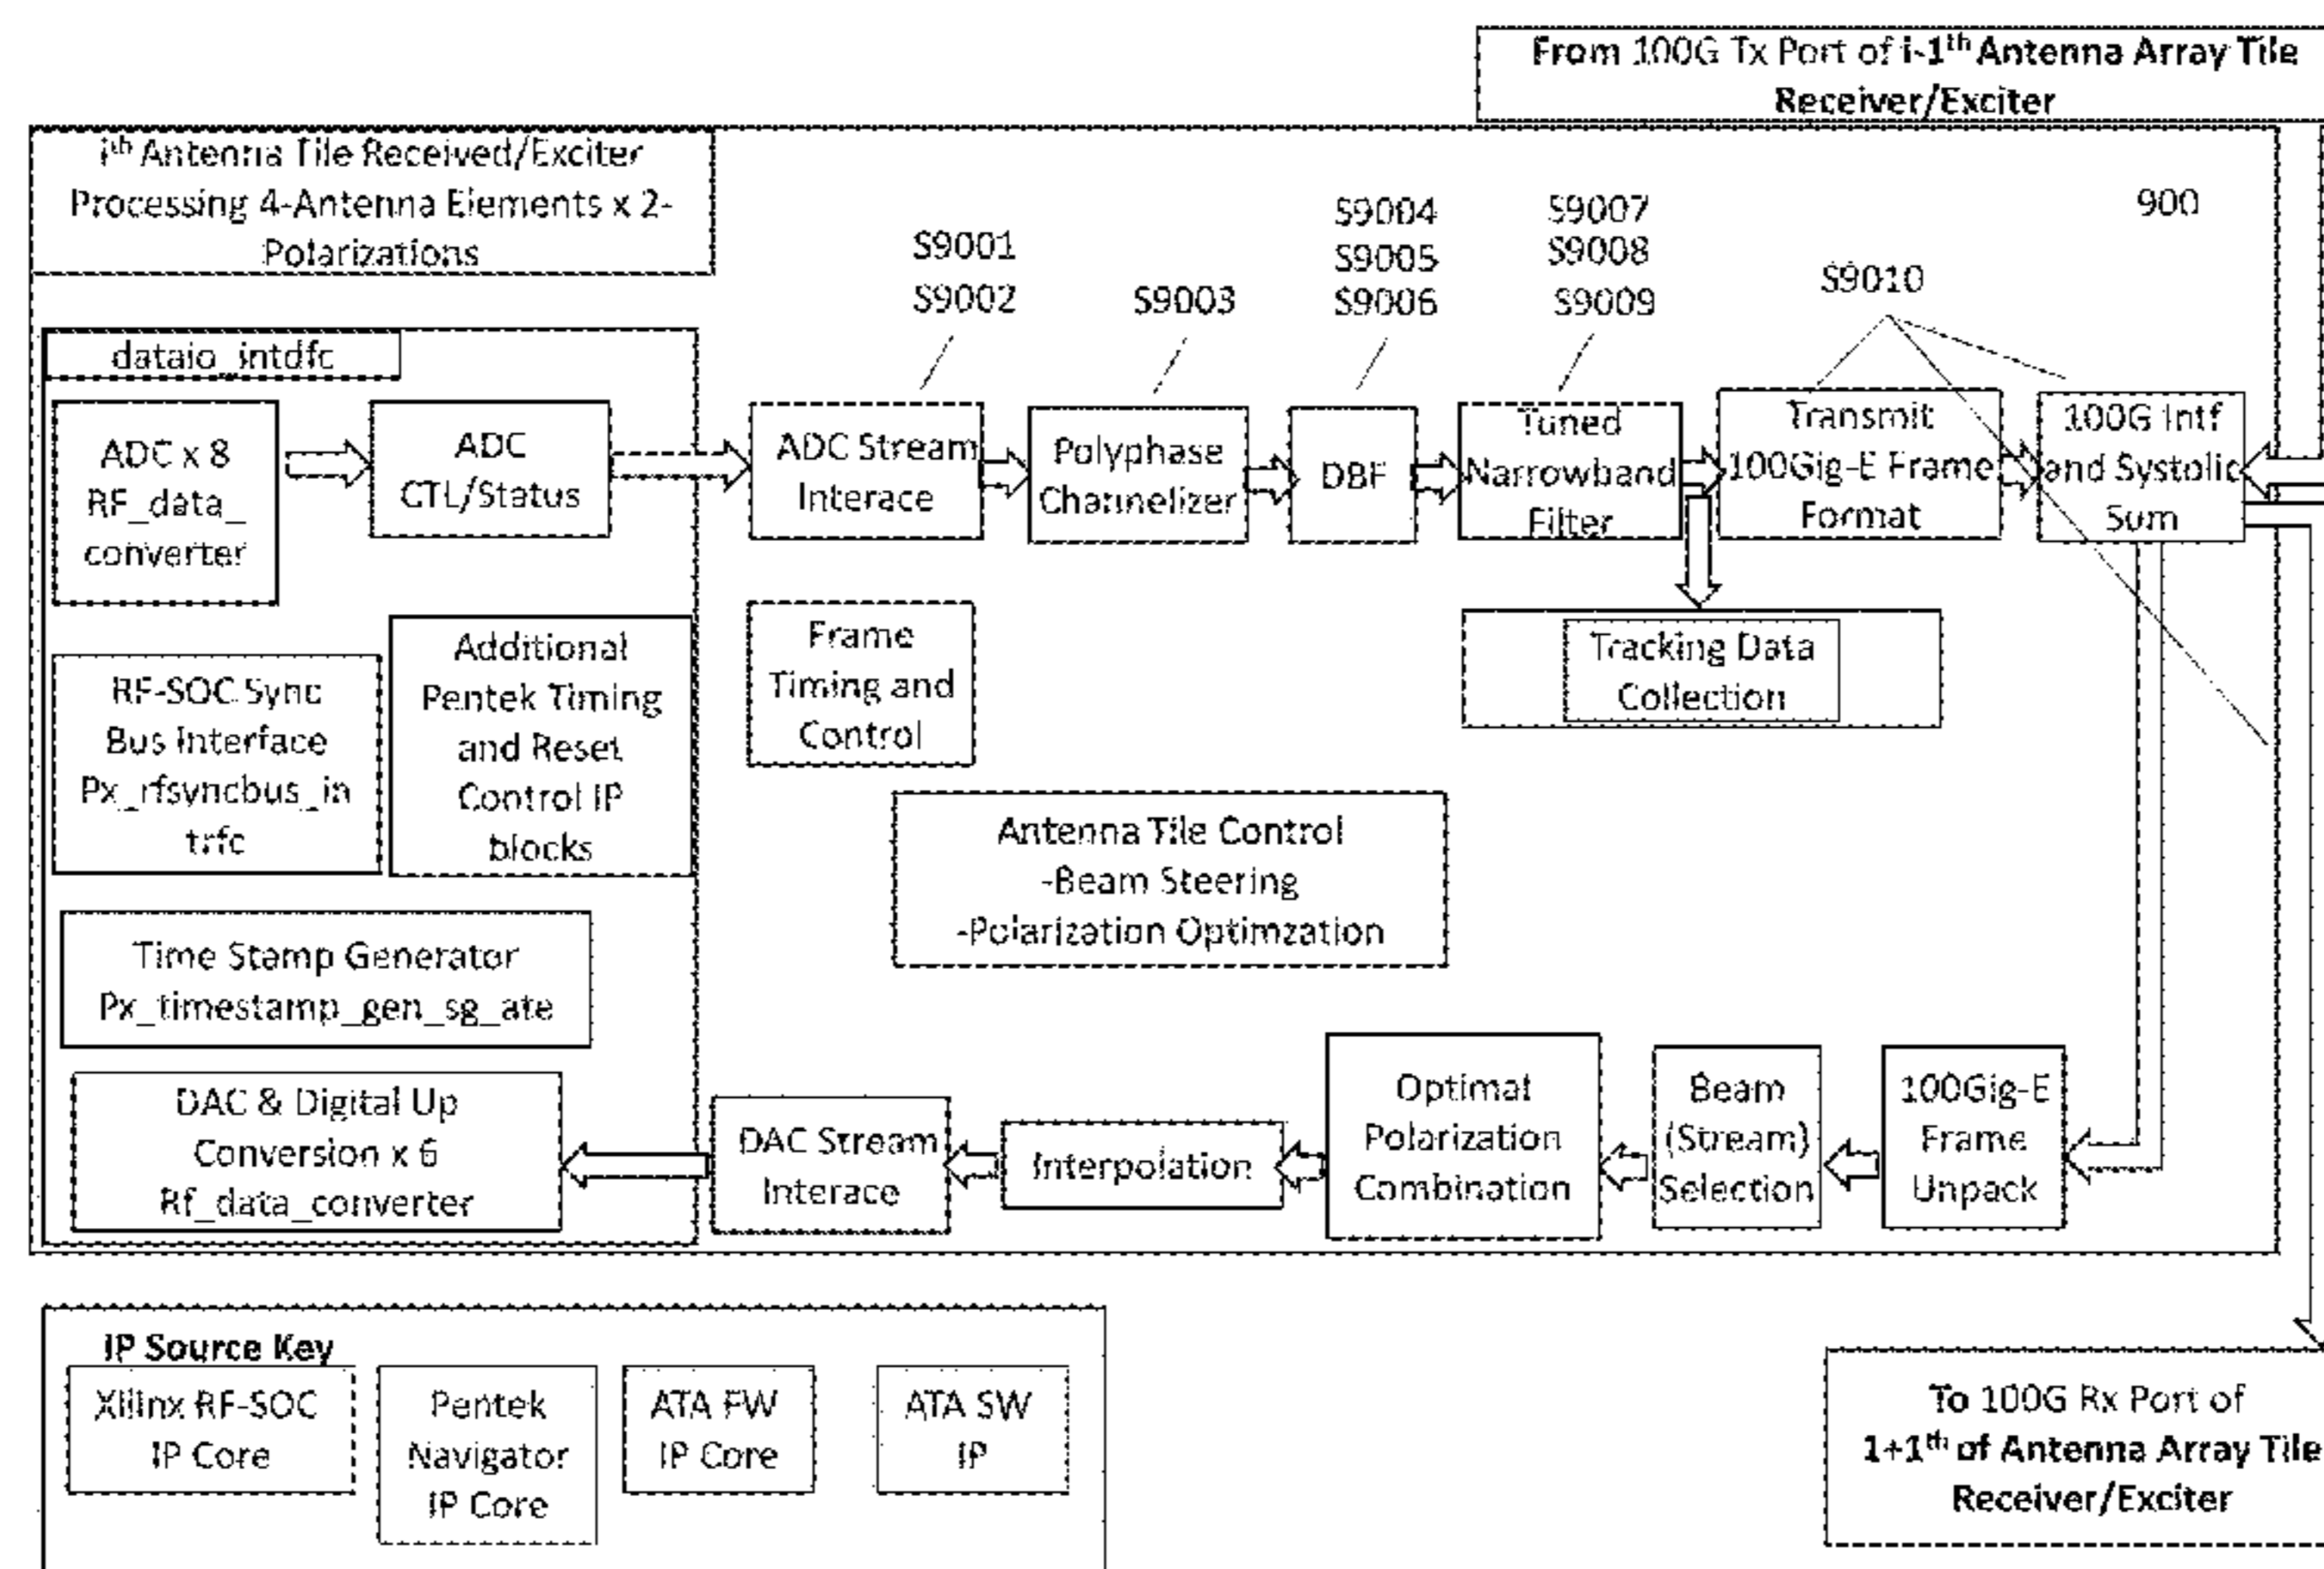 From 100G Tx Port of i-1th Antenna Array Tile
Receiver/Exciter
ith Antenna Tile Received/Exciter
Processing 4-Antenna Elements x 2-
Polarizations
S9001
S9002
S9003
S9004
S9005
S9006
S9007
S9008
S9009
S9010
900
dataio_intdfc
ADC x 8
RF_data_
converter
ADC
CTL/Status
ADC Stream
Interace
Polyphase
Channelizer
DBF
Tuned
Narrowband
Filter
Transmit
100Gig-E Frame
Format
100G Intf
and Systolic
Sum
RF-SOC Sync
Bus Interface
Px_rfsyncbus_in
trfc
Additional
Pentek Timing
and Reset
Control IP
blocks
Frame
Timing and
Control
Tracking Data
Collection
Antenna Tile Control
-Beam Steering
-Polarization Optimzation
Time Stamp Generator
Px_timestamp_gen_sg_ate
DAC & Digital Up
Conversion x 6
Rf_data_converter
DAC Stream
Interace
Interpolation
Optimal
Polarization
Combination
Beam
(Stream)
Selection
100Gig-E
Frame
Unpack
IP Source Key
Xilinx RF-SOC
IP Core
Pentek
Navigator
IP Core
ATA FW
IP Core
ATA SW
IP
To 100G Rx Port of
1+1th of Antenna Array Tile
Receiver/Exciter